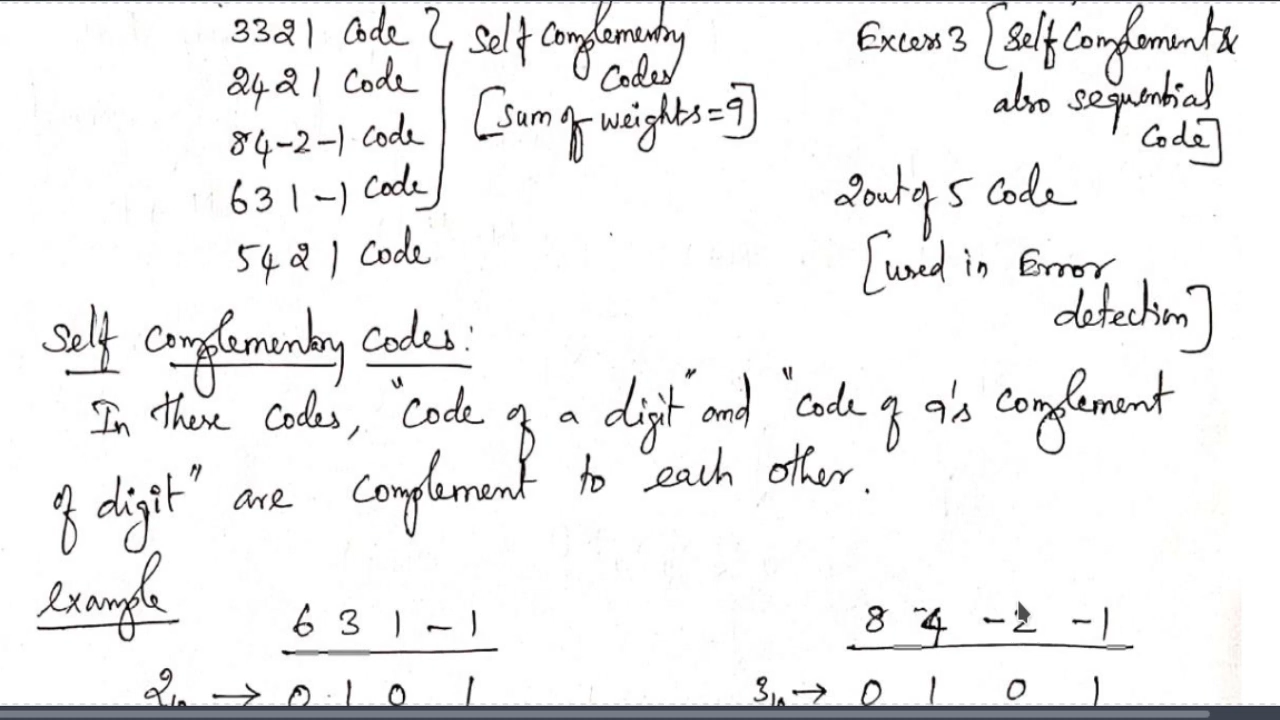 3321 Code
2421 Code
84-2-1 Code
631-1 Code
5421 Code
Self Complementry
Codes
[Sum of weights=9]
Excess 3 [Self Complement &
also sequential
Code]
2 out of 5 Code
[used in Error
detection]
Self Complementry Codes:
In these codes, "Code of a digit" and "code of 9's complement
of digit" are complement to each other.
example
6 3 1 -1
2₁₀ → 0 1 0 1
8 4 -2 -1
3₁₀ → 0 1 0 1